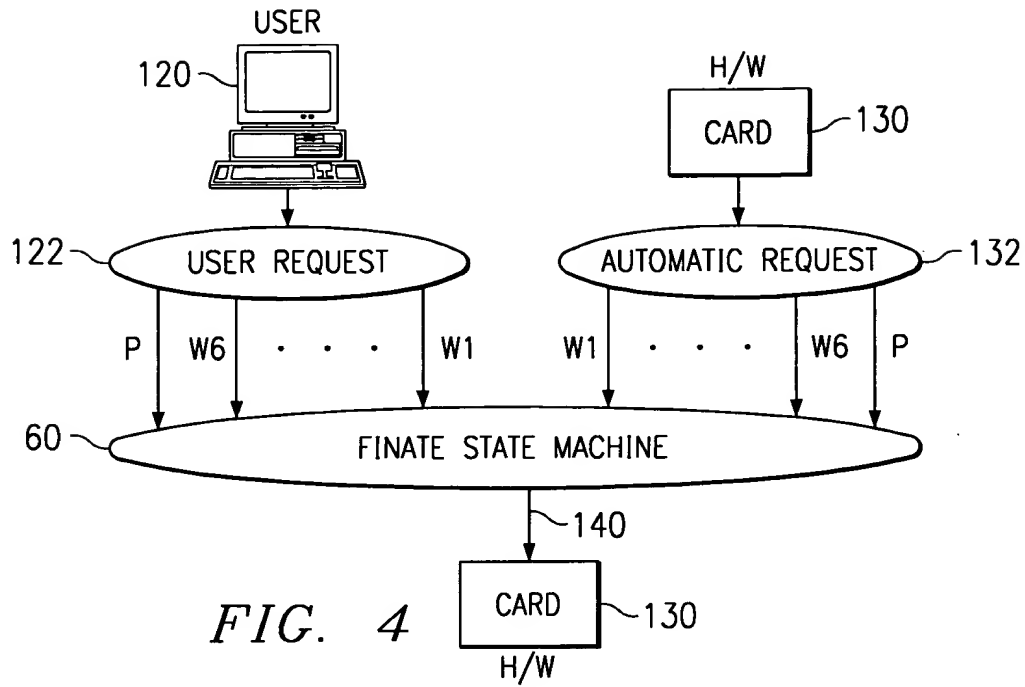 USER
120
H/W
CARD
130
122
USER REQUEST
AUTOMATIC REQUEST
132
P W6 . . . W1 W1 . . . W6 P
60
FINATE STATE MACHINE
140
CARD
130
H/W
FIG. 4